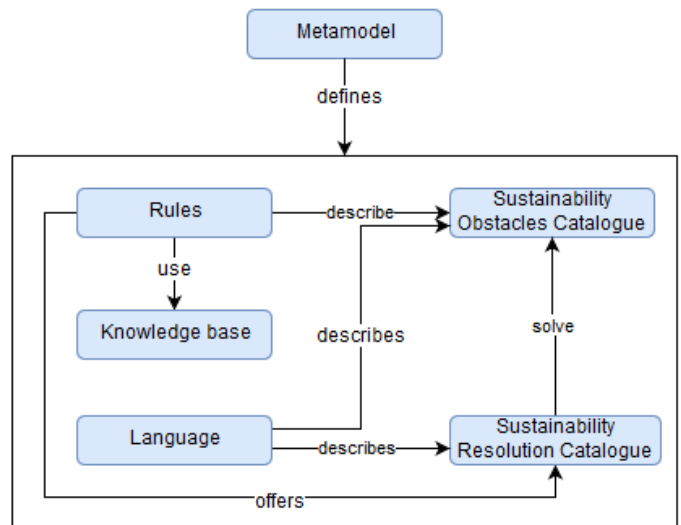 Metamodel
defines
Rules
describe
Sustainability
Obstacles Catalogue
use
Knowledge base
describes
solve
Language
describes
Sustainability
Resolution Catalogue
offers